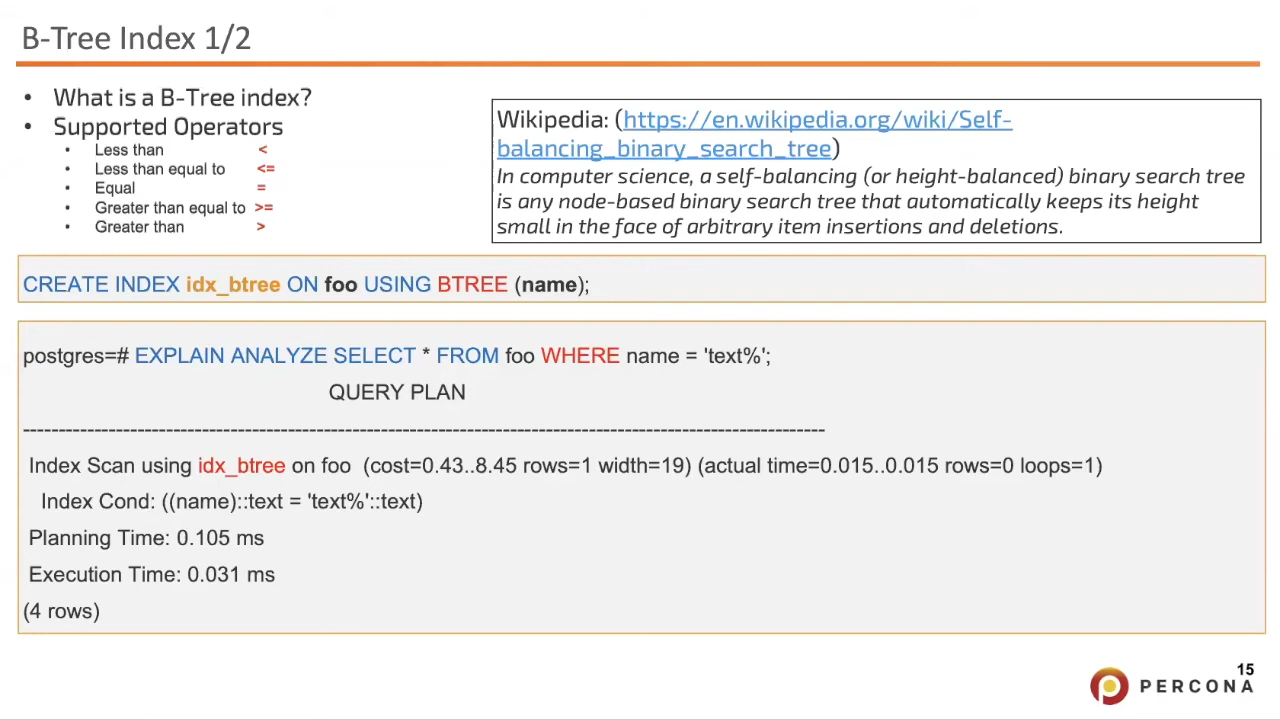 B-Tree Index 1/2
• What is a B-Tree index?
• Supported Operators
• Less than <
• Less than equal to <=
• Equal =
• Greater than equal to >=
• Greater than >
Wikipedia: (https://en.wikipedia.org/wiki/Self-
balancing_binary_search_tree)
In computer science, a self-balancing (or height-balanced) binary search tree
is any node-based binary search tree that automatically keeps its height
small in the face of arbitrary item insertions and deletions.
CREATE INDEX idx_btree ON foo USING BTREE (name);
postgres=# EXPLAIN ANALYZE SELECT * FROM foo WHERE name = 'text%';
QUERY PLAN
-------------------------------------------------------------------------------------------------------------------
Index Scan using idx_btree on foo  (cost=0.43..8.45 rows=1 width=19) (actual time=0.015..0.015 rows=0 loops=1)
Index Cond: ((name)::text = 'text%'::text)
Planning Time: 0.105 ms
Execution Time: 0.031 ms
(4 rows)
15
PERCONA